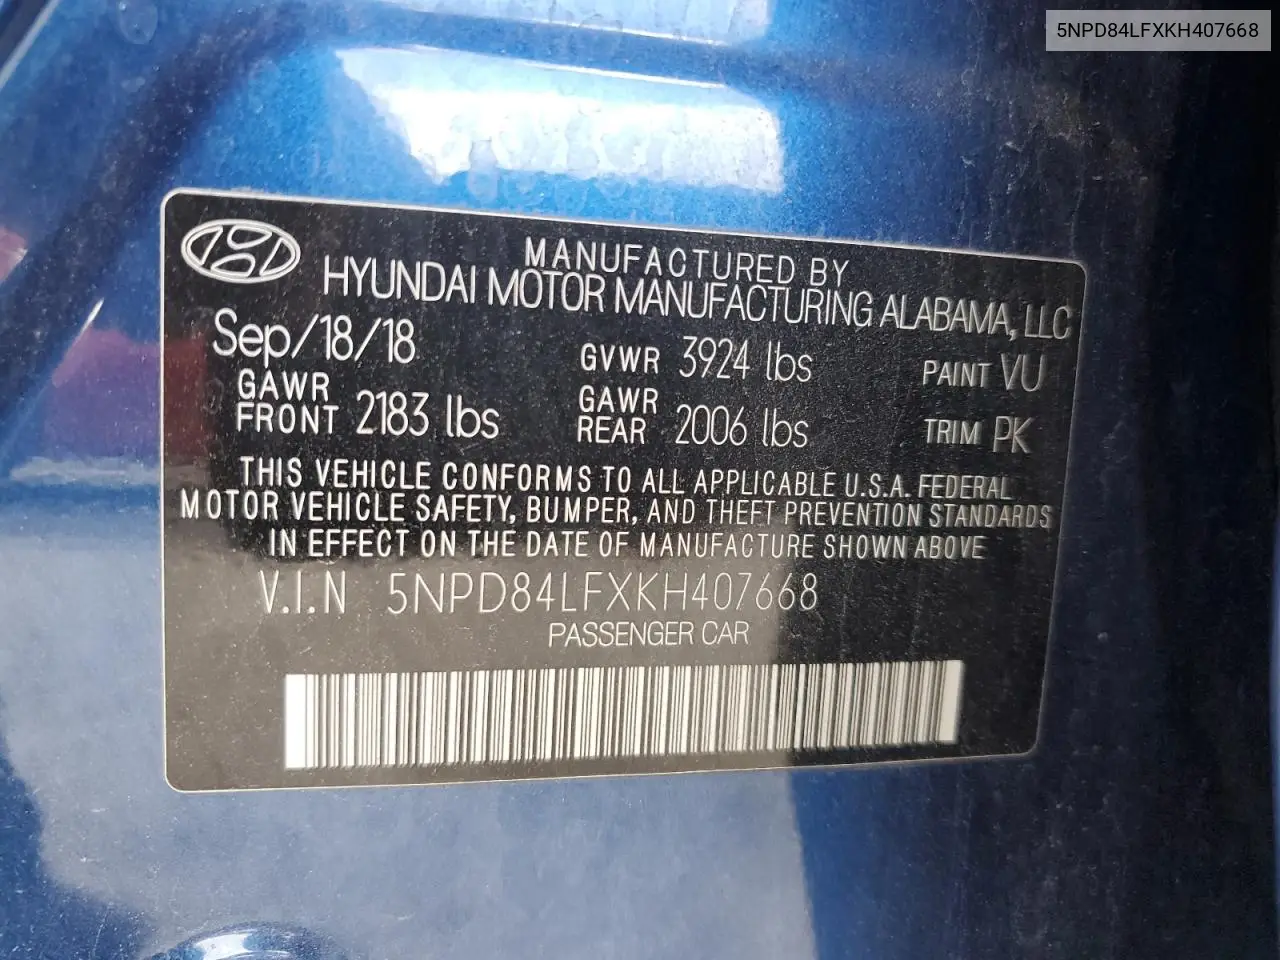 5NPD84LFXKH407668
MANUFACTURED BY
HYUNDAI MOTOR MANUFACTURING ALABAMA, LLC
Sep/18/18 GVWR 3924 lbs PAINT VU
GAWR FRONT 2183 lbs GAWR REAR 2006 lbs TRIM PK
THIS VEHICLE CONFORMS TO ALL APPLICABLE U.S.A. FEDERAL
MOTOR VEHICLE SAFETY, BUMPER, AND THEFT PREVENTION STANDARDS
IN EFFECT ON THE DATE OF MANUFACTURE SHOWN ABOVE
V.I.N 5NPD84LFXKH407668
PASSENGER CAR